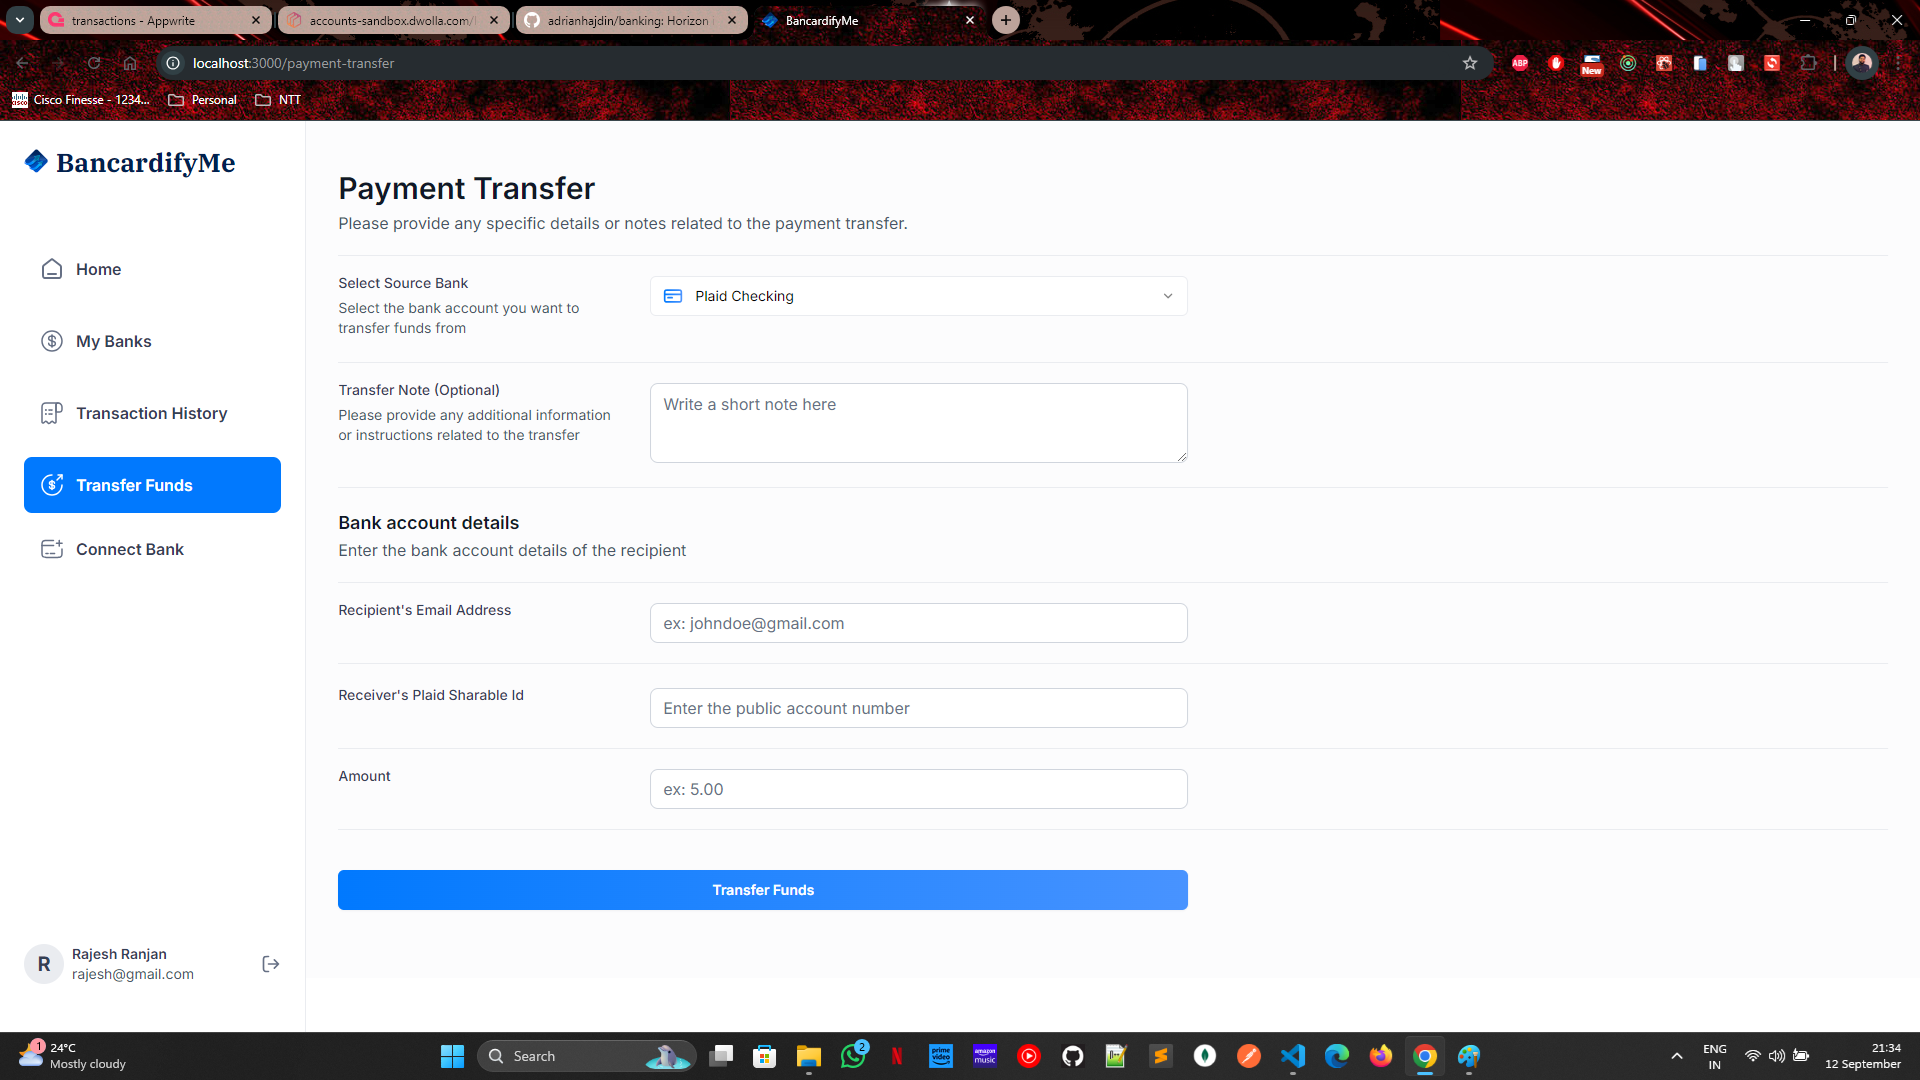 transactions - Appwrite
accounts-sandbox.dwolla.com/
adrianhajdin/banking: Horizon
BancardifyMe
localhost:3000/payment-transfer
ABP
New
Cisco Finesse - 1234...
Personal
NTT
BancardifyMe
Home
My Banks
Transaction History
Transfer Funds
Connect Bank
Rajesh Ranjan
rajesh@gmail.com
R
Payment Transfer
Please provide any specific details or notes related to the payment transfer.
Select Source Bank
Select the bank account you want to
transfer funds from
Plaid Checking
Transfer Note (Optional)
Please provide any additional information
or instructions related to the transfer
Write a short note here
Bank account details
Enter the bank account details of the recipient
Recipient's Email Address
ex: johndoe@gmail.com
Receiver's Plaid Sharable Id
Enter the public account number
Amount
ex: 5.00
Transfer Funds
1
24°C
Mostly cloudy
Search
2
prime video
amazon music
ENG
IN
21:34
12 September